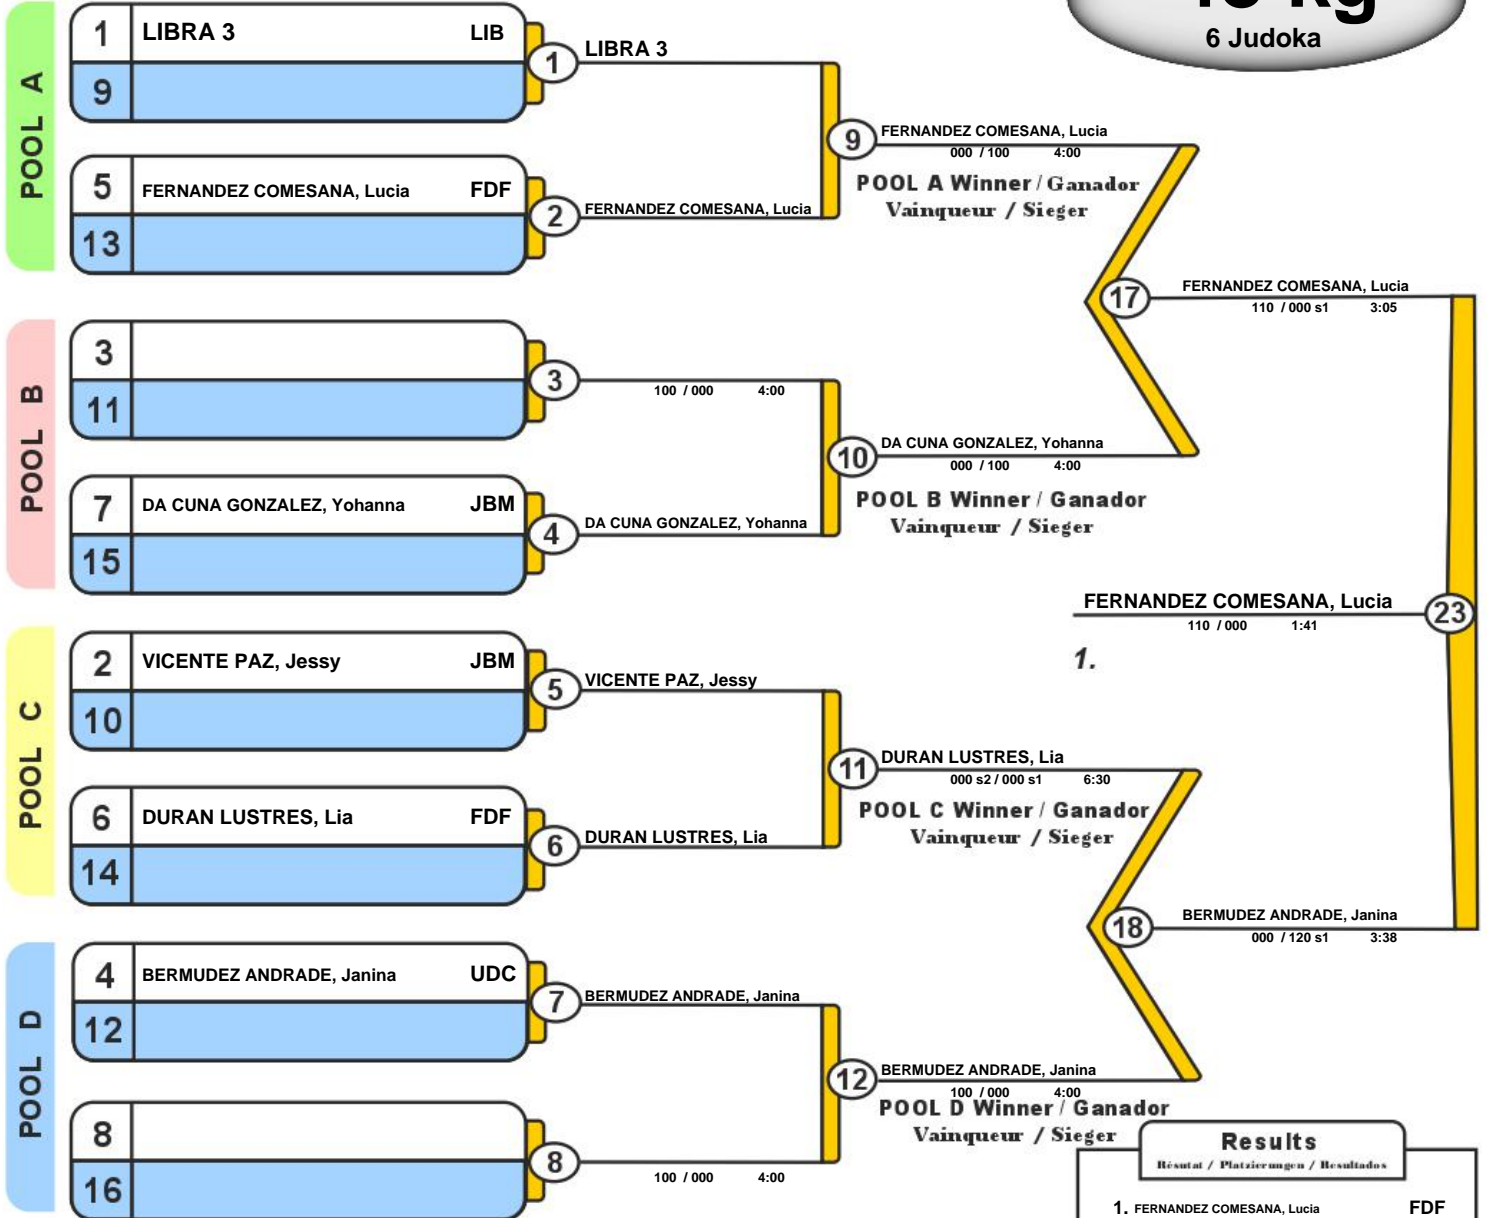 POOL A
1 LIBRA 3 LIB
9
1
LIBRA 3
5 FERNANDEZ COMESANA, Lucia FDF
13
2
FERNANDEZ COMESANA, Lucia
9
FERNANDEZ COMESANA, Lucia
000 / 100 4:00
POOL A Winner / Ganador
Vainqueur / Sieger
6 Judoka
POOL B
3
11
3
100 / 000 4:00
7 DA CUNA GONZALEZ, Yohanna JBM
15
4
DA CUNA GONZALEZ, Yohanna
10
DA CUNA GONZALEZ, Yohanna
000 / 100 4:00
POOL B Winner / Ganador
Vainqueur / Sieger
17
FERNANDEZ COMESANA, Lucia
110 / 000 s1 3:05
FERNANDEZ COMESANA, Lucia
110 / 000 1:41
23
1.
POOL C
2 VICENTE PAZ, Jessy JBM
10
5
VICENTE PAZ, Jessy
6 DURAN LUSTRES, Lia FDF
14
6
DURAN LUSTRES, Lia
11
DURAN LUSTRES, Lia
000 s2 / 000 s1 6:30
POOL C Winner / Ganador
Vainqueur / Sieger
POOL D
4 BERMUDEZ ANDRADE, Janina UDC
12
7
BERMUDEZ ANDRADE, Janina
8
16
8
100 / 000 4:00
12
BERMUDEZ ANDRADE, Janina
100 / 000 4:00
POOL D Winner / Ganador
Vainqueur / Sieger
18
BERMUDEZ ANDRADE, Janina
000 / 120 s1 3:38
Results
Résutat / Platzierungen / Resultados
1. FERNANDEZ COMESANA, Lucia FDF